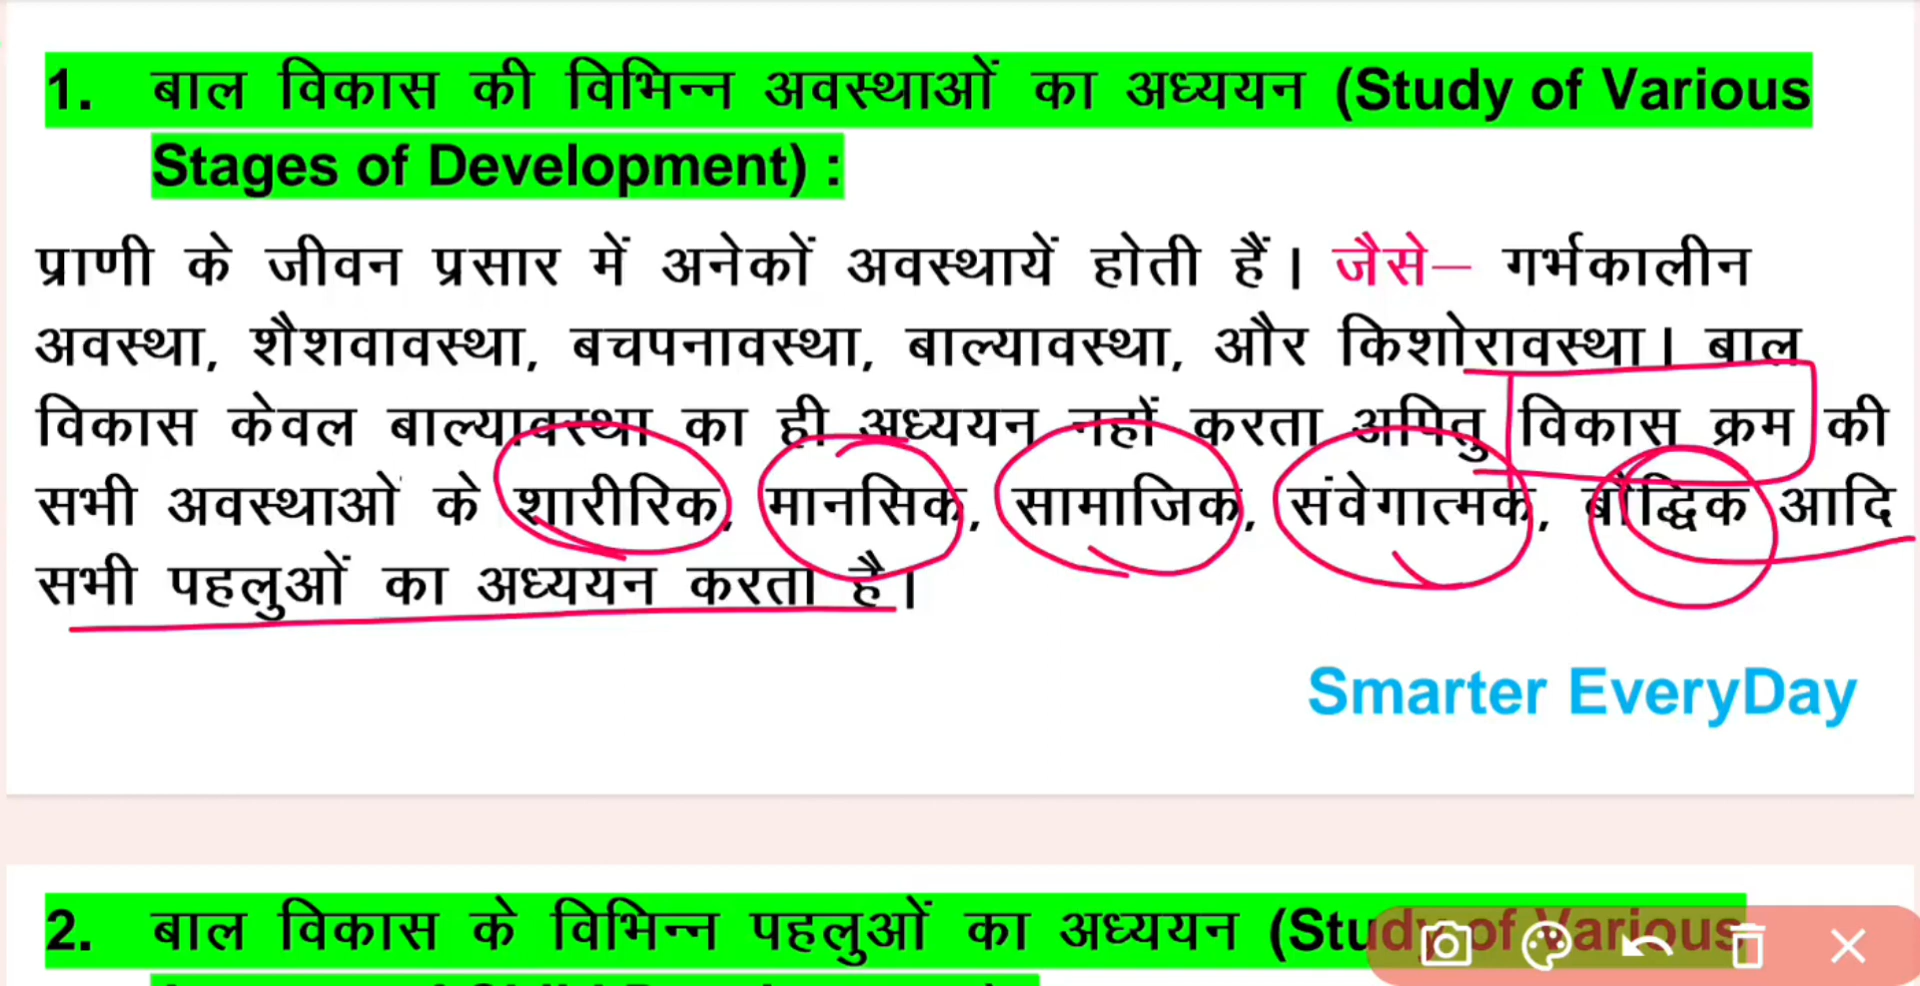 1. बाल विकास की विभिन्न अवस्थाओं का अध्ययन (Study of Various
Stages of Development) :
प्राणी के जीवन प्रसार में अनेकों अवस्थायें होती हैं। जैसे– गर्भकालीन
अवस्था, शैशवावस्था, बचपनावस्था, बाल्यावस्था, और किशोरावस्था। बाल
विकास केवल बाल्यावस्था का ही अध्ययन नहीं करता अपितु विकास क्रम की
सभी अवस्थाओं के शारीरिक, मानसिक, सामाजिक, संवेगात्मक, बौद्धिक आदि
सभी पहलुओं का अध्ययन करता है।
Smarter EveryDay
2. बाल विकास के विभिन्न पहलुओं का अध्ययन (Study of Various